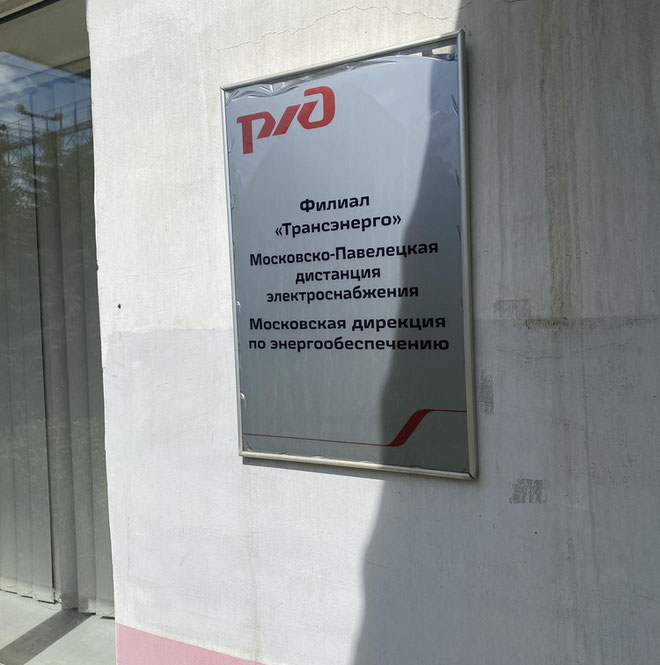 РЖД
Филиал
«Трансэнерго»
Московско-Павелецкая
дистанция
электроснабжения
Московская дирекция
по энергообеспечению